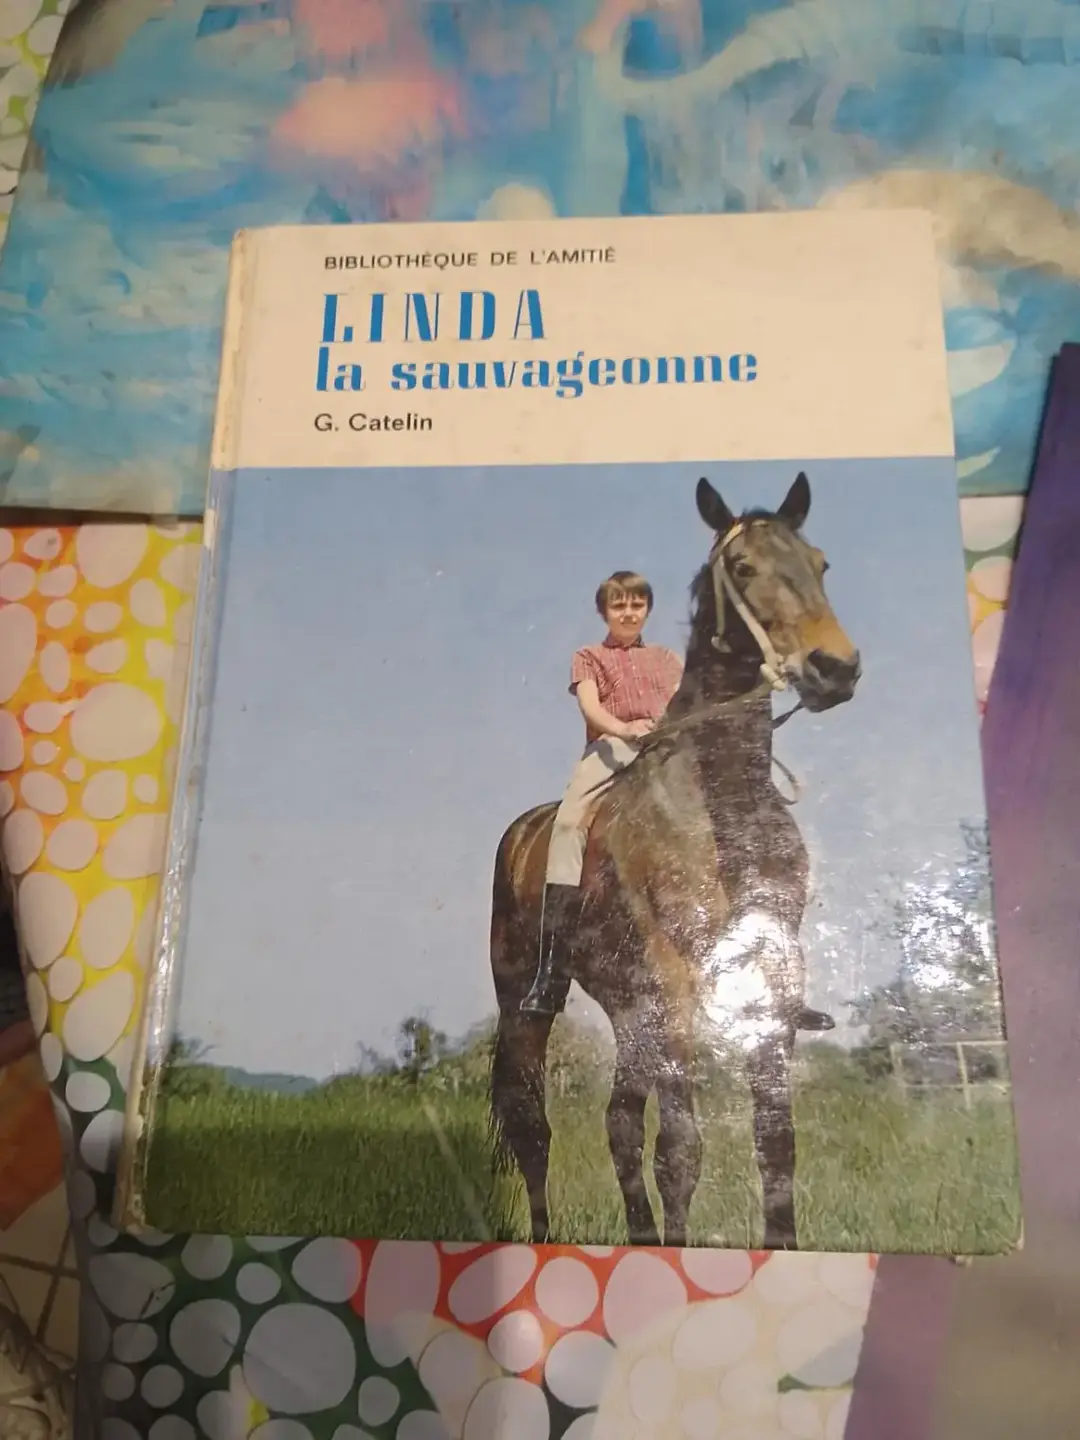 BIBLIOTHÈQUE DE L'AMITIÉ
LINDA
la sauvageonne
G. Catelin